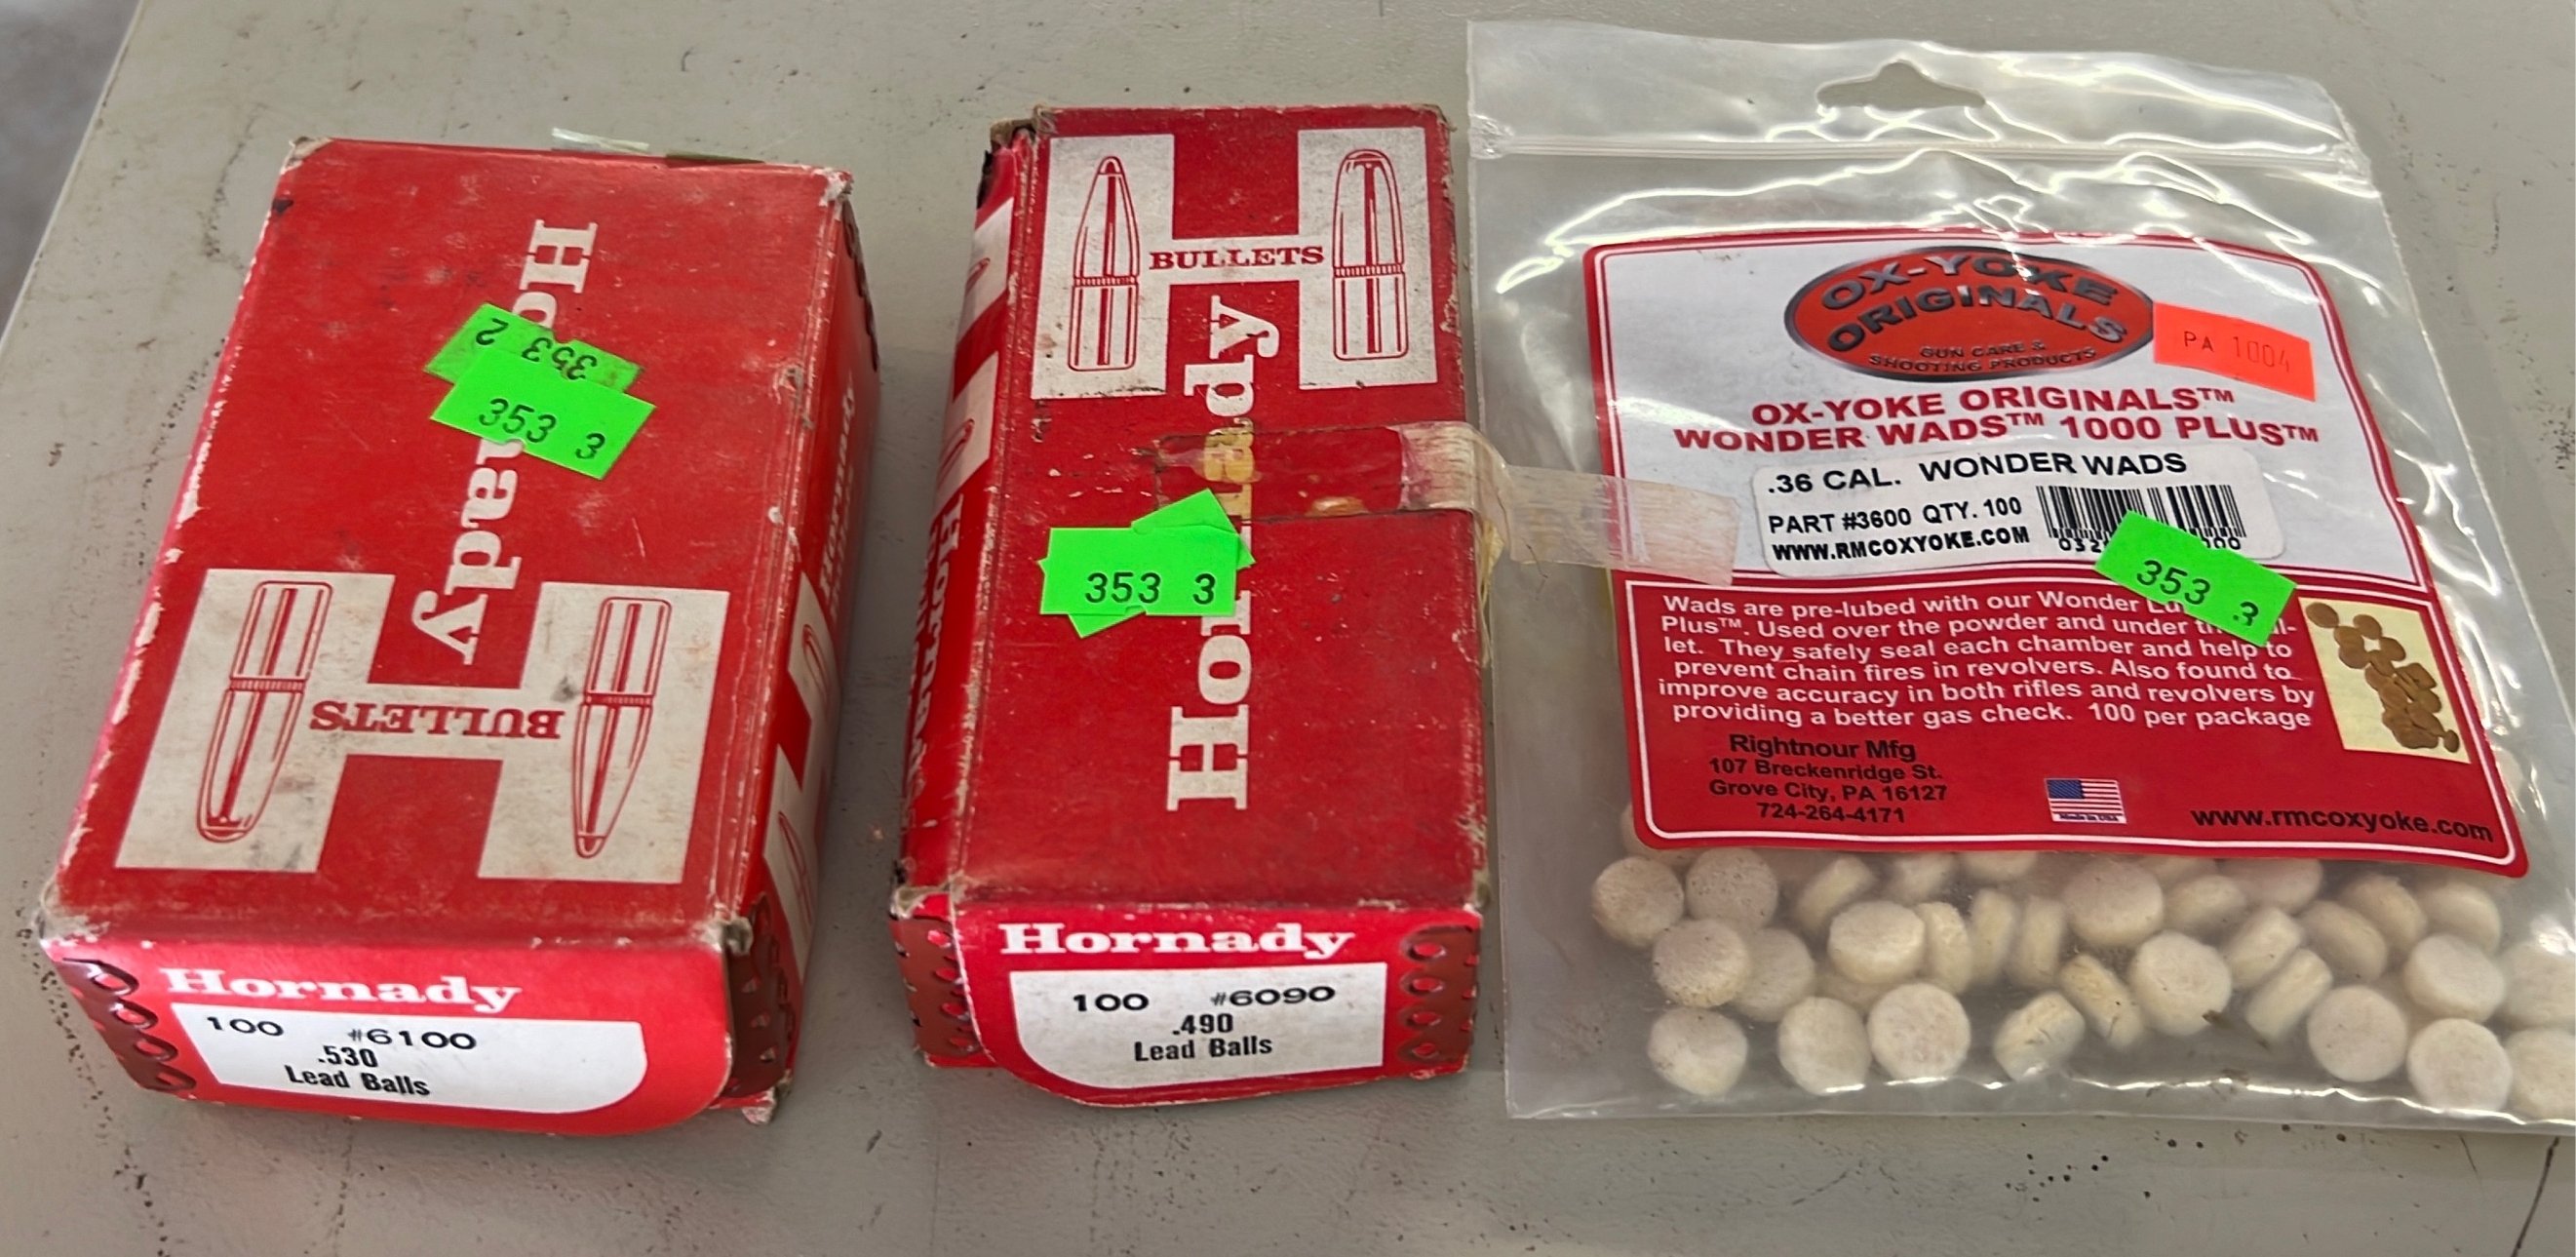 Hornady
353 2
353 3
BULLETS
Hornady
100 #6100
.530
Lead Balls
BULLETS
Hornady
353 3
Hornady
100 #6090
.490
Lead Balls
OX-YOKE
ORIGINALS
GUN CARE &
SHOOTING PRODUCTS
PA 1004
OX-YOKE ORIGINALS™
WONDER WADS™ 1000 PLUS™
.36 CAL. WONDER WADS
PART #3600 QTY. 100
WWW.RMCOXYOKE.COM
353 3
Wads are pre-lubed with our Wonder
Plus™. Used over the powder and under
let. They safely seal each chamber and help to
prevent chain fires in revolvers. Also found to
improve accuracy in both rifles and revolvers by
providing a better gas check. 100 per package
Rightnour Mfg
107 Breckenridge St.
Grove City, PA 16127
724-264-4171
Made in USA
www.rmcoxyoke.com